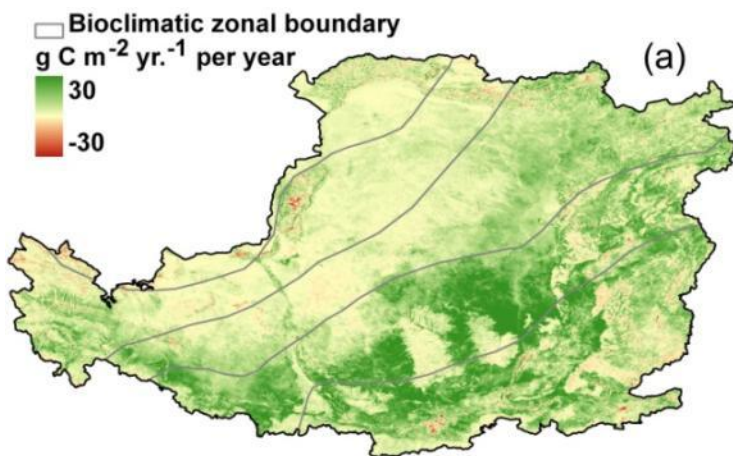 Bioclimatic zonal boundary
g C m⁻² yr.⁻¹ per year
(a)
30
-30